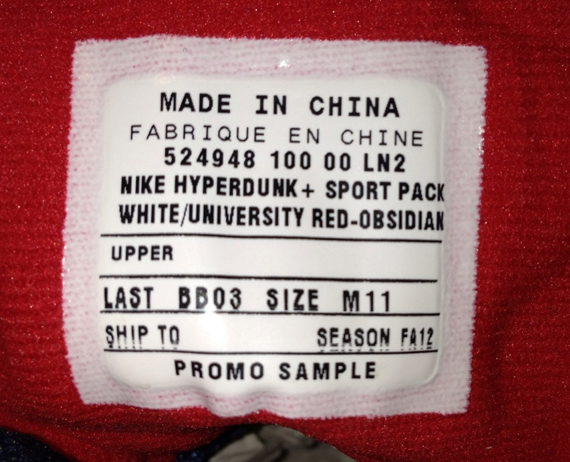 MADE IN CHINA
FABRIQUE EN CHINE
524948 100 00 LN2
NIKE HYPERDUNK+ SPORT PACK
WHITE/UNIVERSITY RED-OBSIDIAN
UPPER
LAST BB03 SIZE M11
SHIP TO SEASON FA12
PROMO SAMPLE